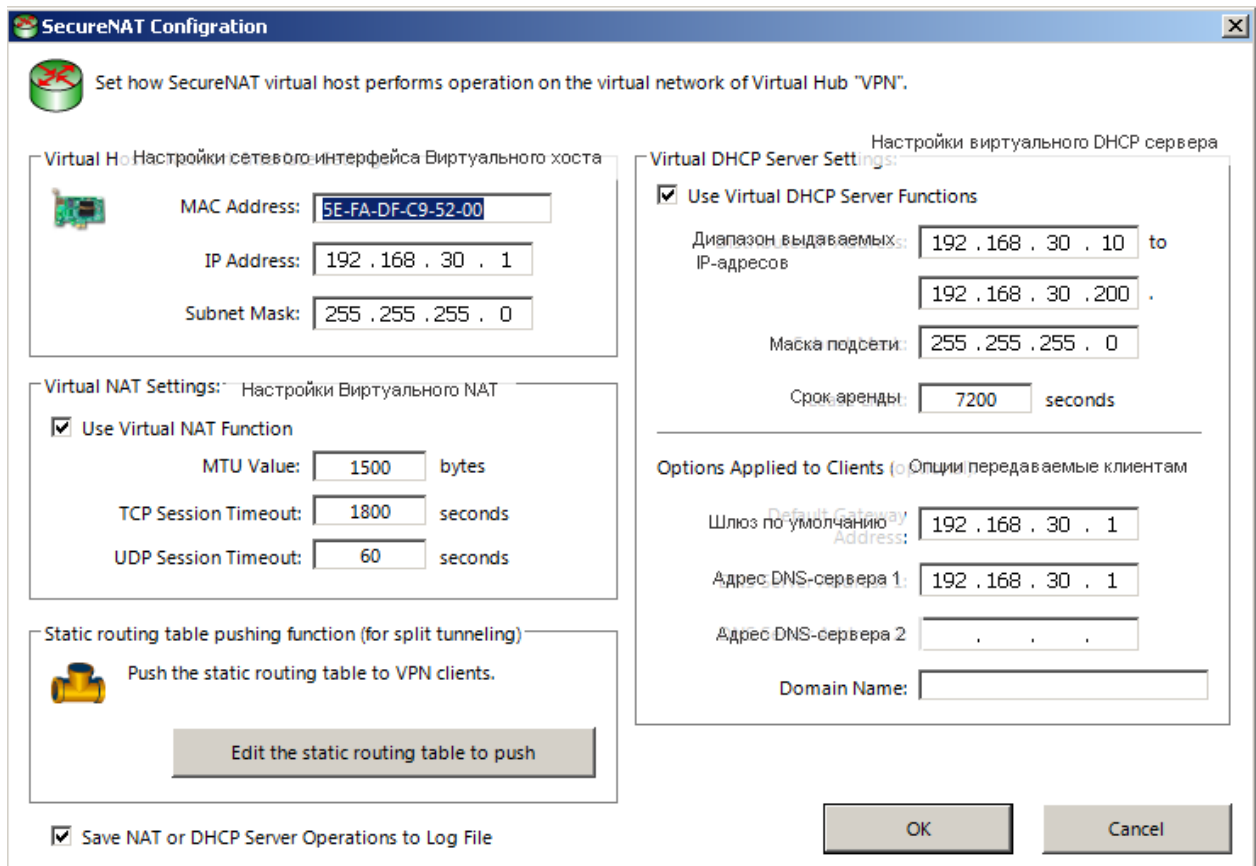 SecureNAT Configration
Set how SecureNAT virtual host performs operation on the virtual network of Virtual Hub "VPN".
Virtual Ho Настройки сетевого интерфейса Виртуального хоста
MAC Address: 5E-FA-DF-C9-52-00
IP Address: 192 . 168 . 30 . 1
Subnet Mask: 255 . 255 . 255 . 0
Virtual NAT Settings: Настройки Виртуального NAT
Use Virtual NAT Function
MTU Value: 1500 bytes
TCP Session Timeout: 1800 seconds
UDP Session Timeout: 60 seconds
Static routing table pushing function (for split tunneling)
Push the static routing table to VPN clients.
Edit the static routing table to push
Save NAT or DHCP Server Operations to Log File
Настройки виртуального DHCP сервера
Virtual DHCP Server Settings:
Use Virtual DHCP Server Functions
Диапазон выдаваемых 192 . 168 . 30 . 10 to
IP-адресов
192 . 168 . 30 . 200 .
Маска подсети 255 . 255 . 255 . 0
Срок аренды 7200 seconds
Options Applied to Clients Опции передаваемые клиентам
Default Gateway
Address:
Шлюз по умолчанию 192 . 168 . 30 . 1
Адрес DNS-сервера 1 192 . 168 . 30 . 1
Адрес DNS-сервера 2 . . .
Domain Name:
OK
Cancel